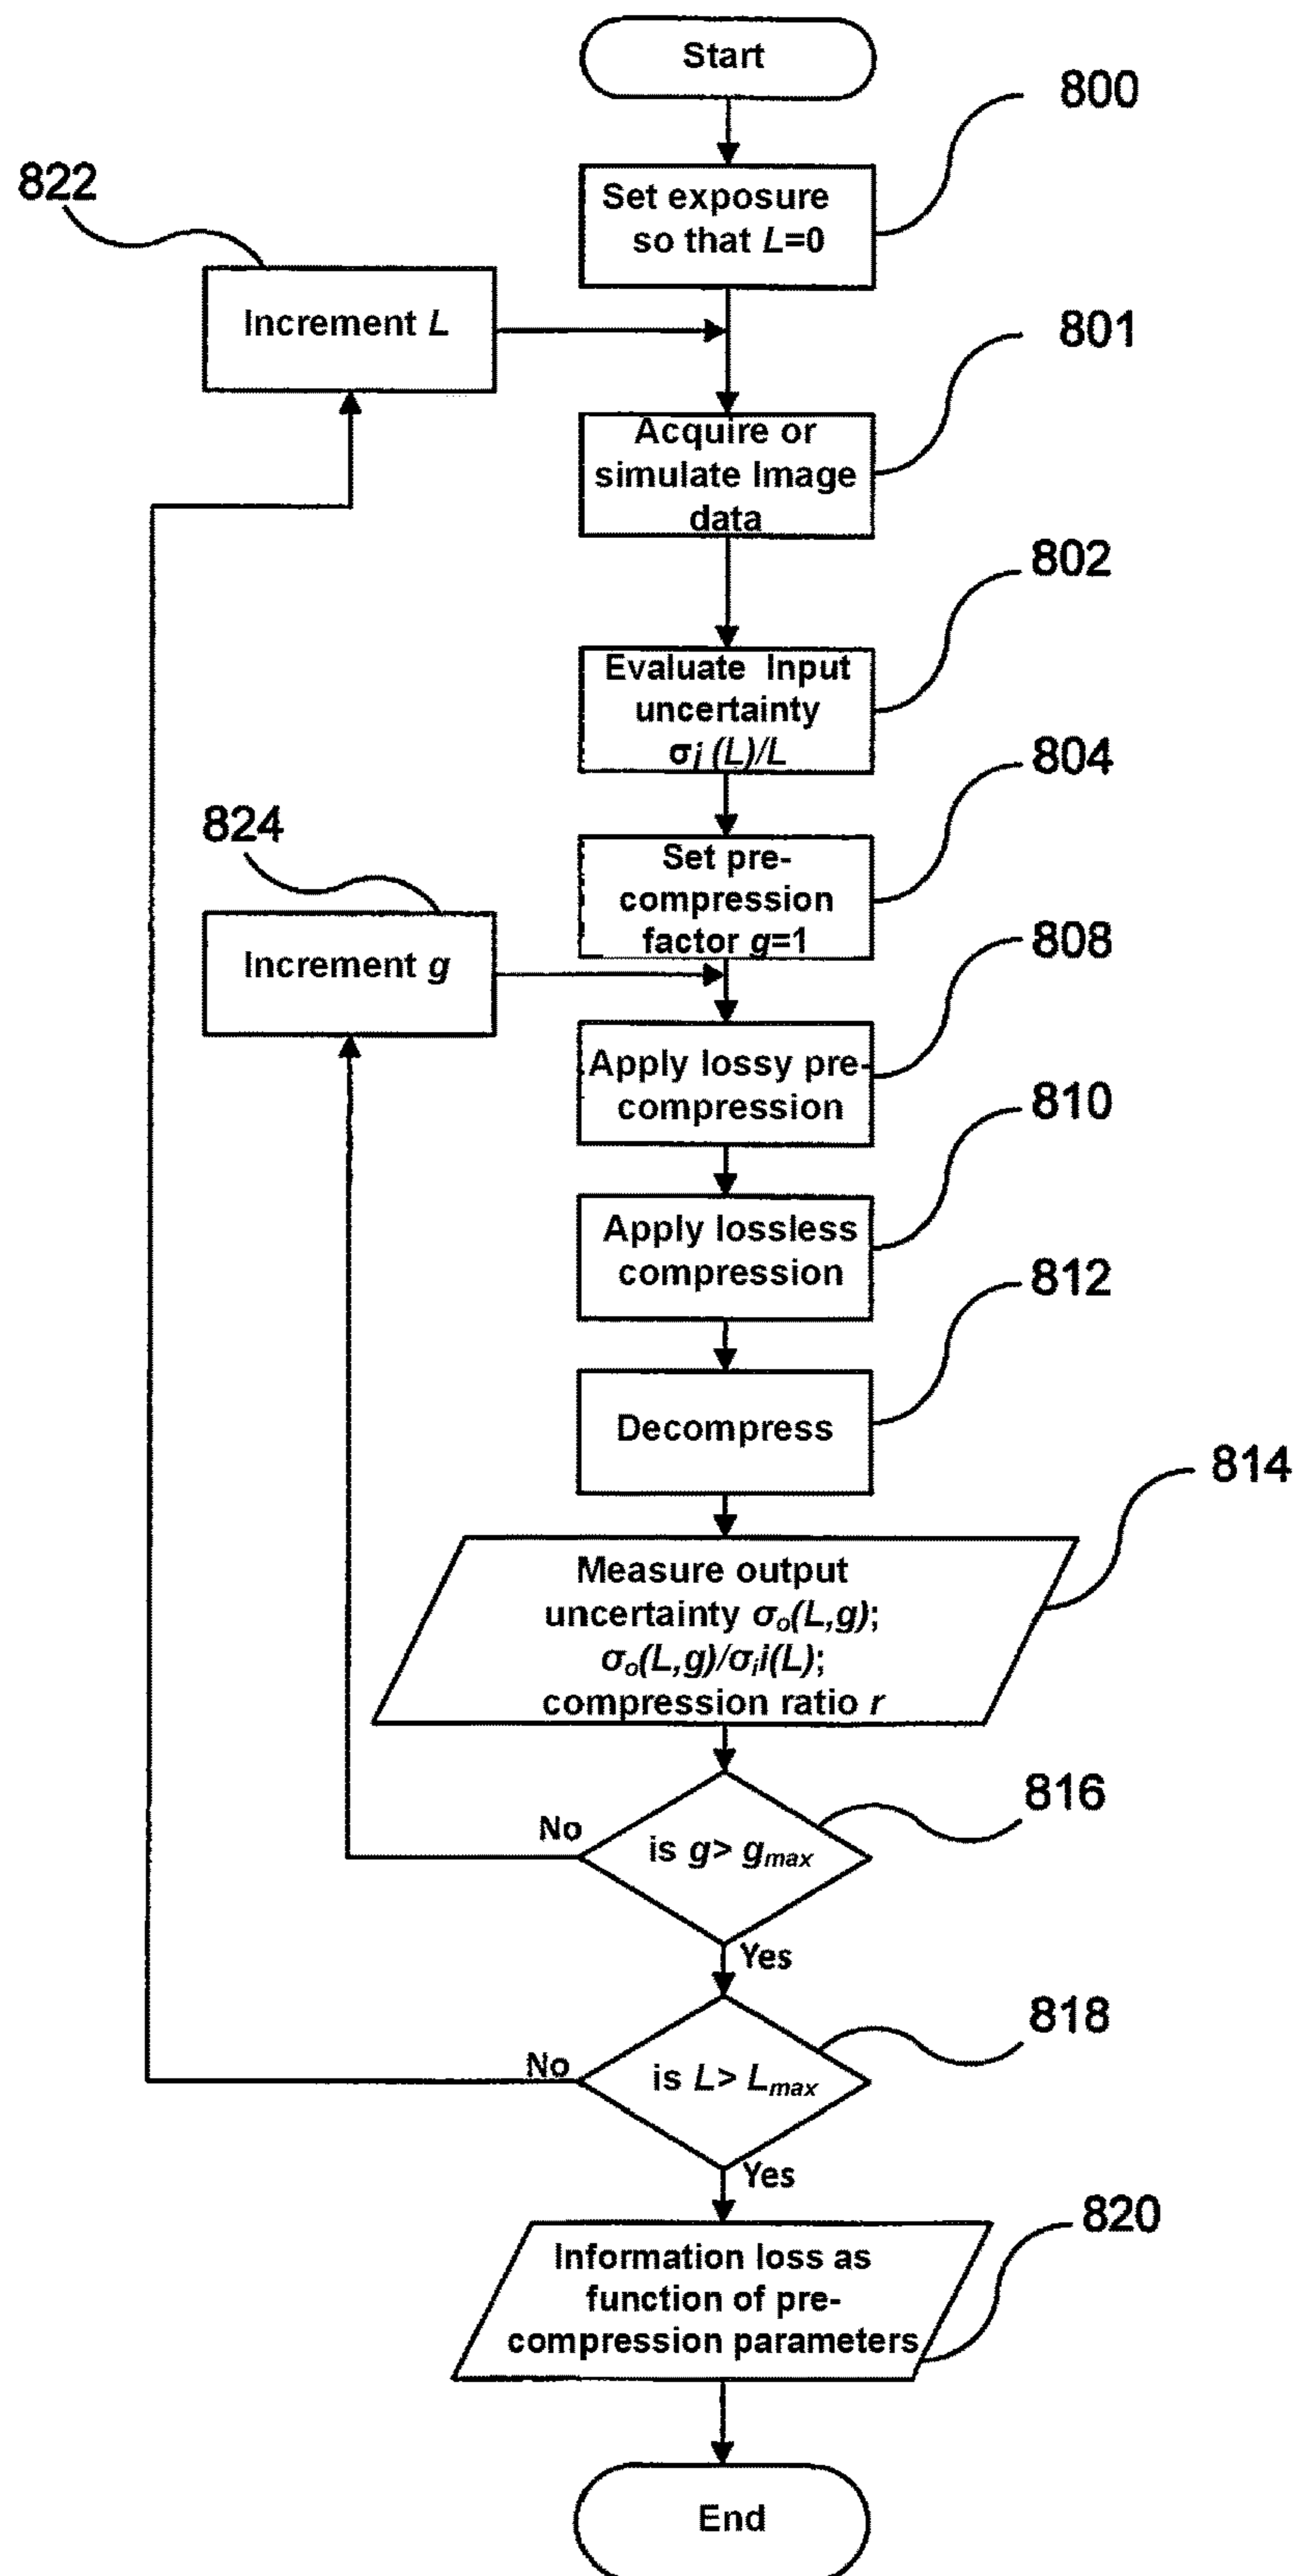 Start
800
Set exposure
so that L=0
822
Increment L
801
Acquire or
simulate Image
data
802
Evaluate Input
uncertainty
σi (L)/L
804
Set pre-
compression
factor g=1
824
Increment g
808
Apply lossy pre-
compression
810
Apply lossless
compression
812
Decompress
814
Measure output
uncertainty σo(L,g);
σo(L,g)/σii(L);
compression ratio r
816
No
is g> gmax
Yes
818
No
is L> Lmax
Yes
820
Information loss as
function of pre-
compression parameters
End